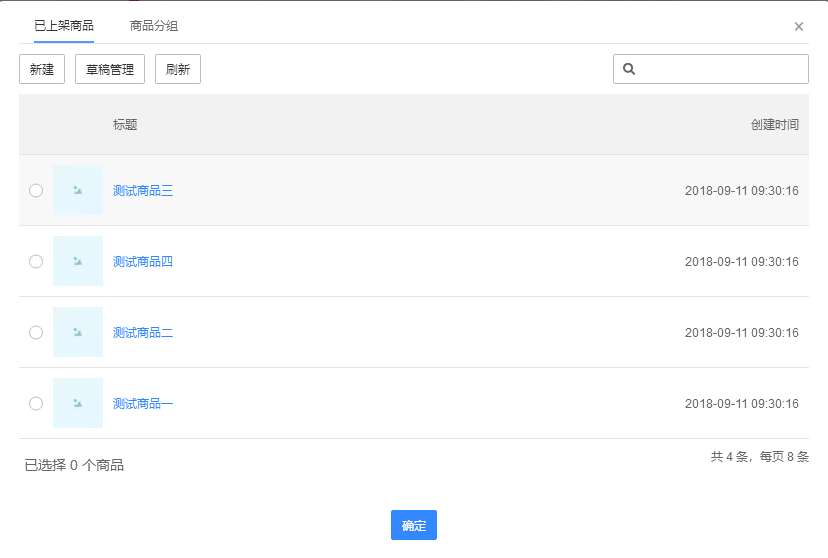 已上架商品 商品分组 ×
新建 草稿管理 刷新
标题 创建时间
测试商品三 2018-09-11 09:30:16
测试商品四 2018-09-11 09:30:16
测试商品二 2018-09-11 09:30:16
测试商品一 2018-09-11 09:30:16
共 4 条，每页 8 条
已选择 0 个商品
确定